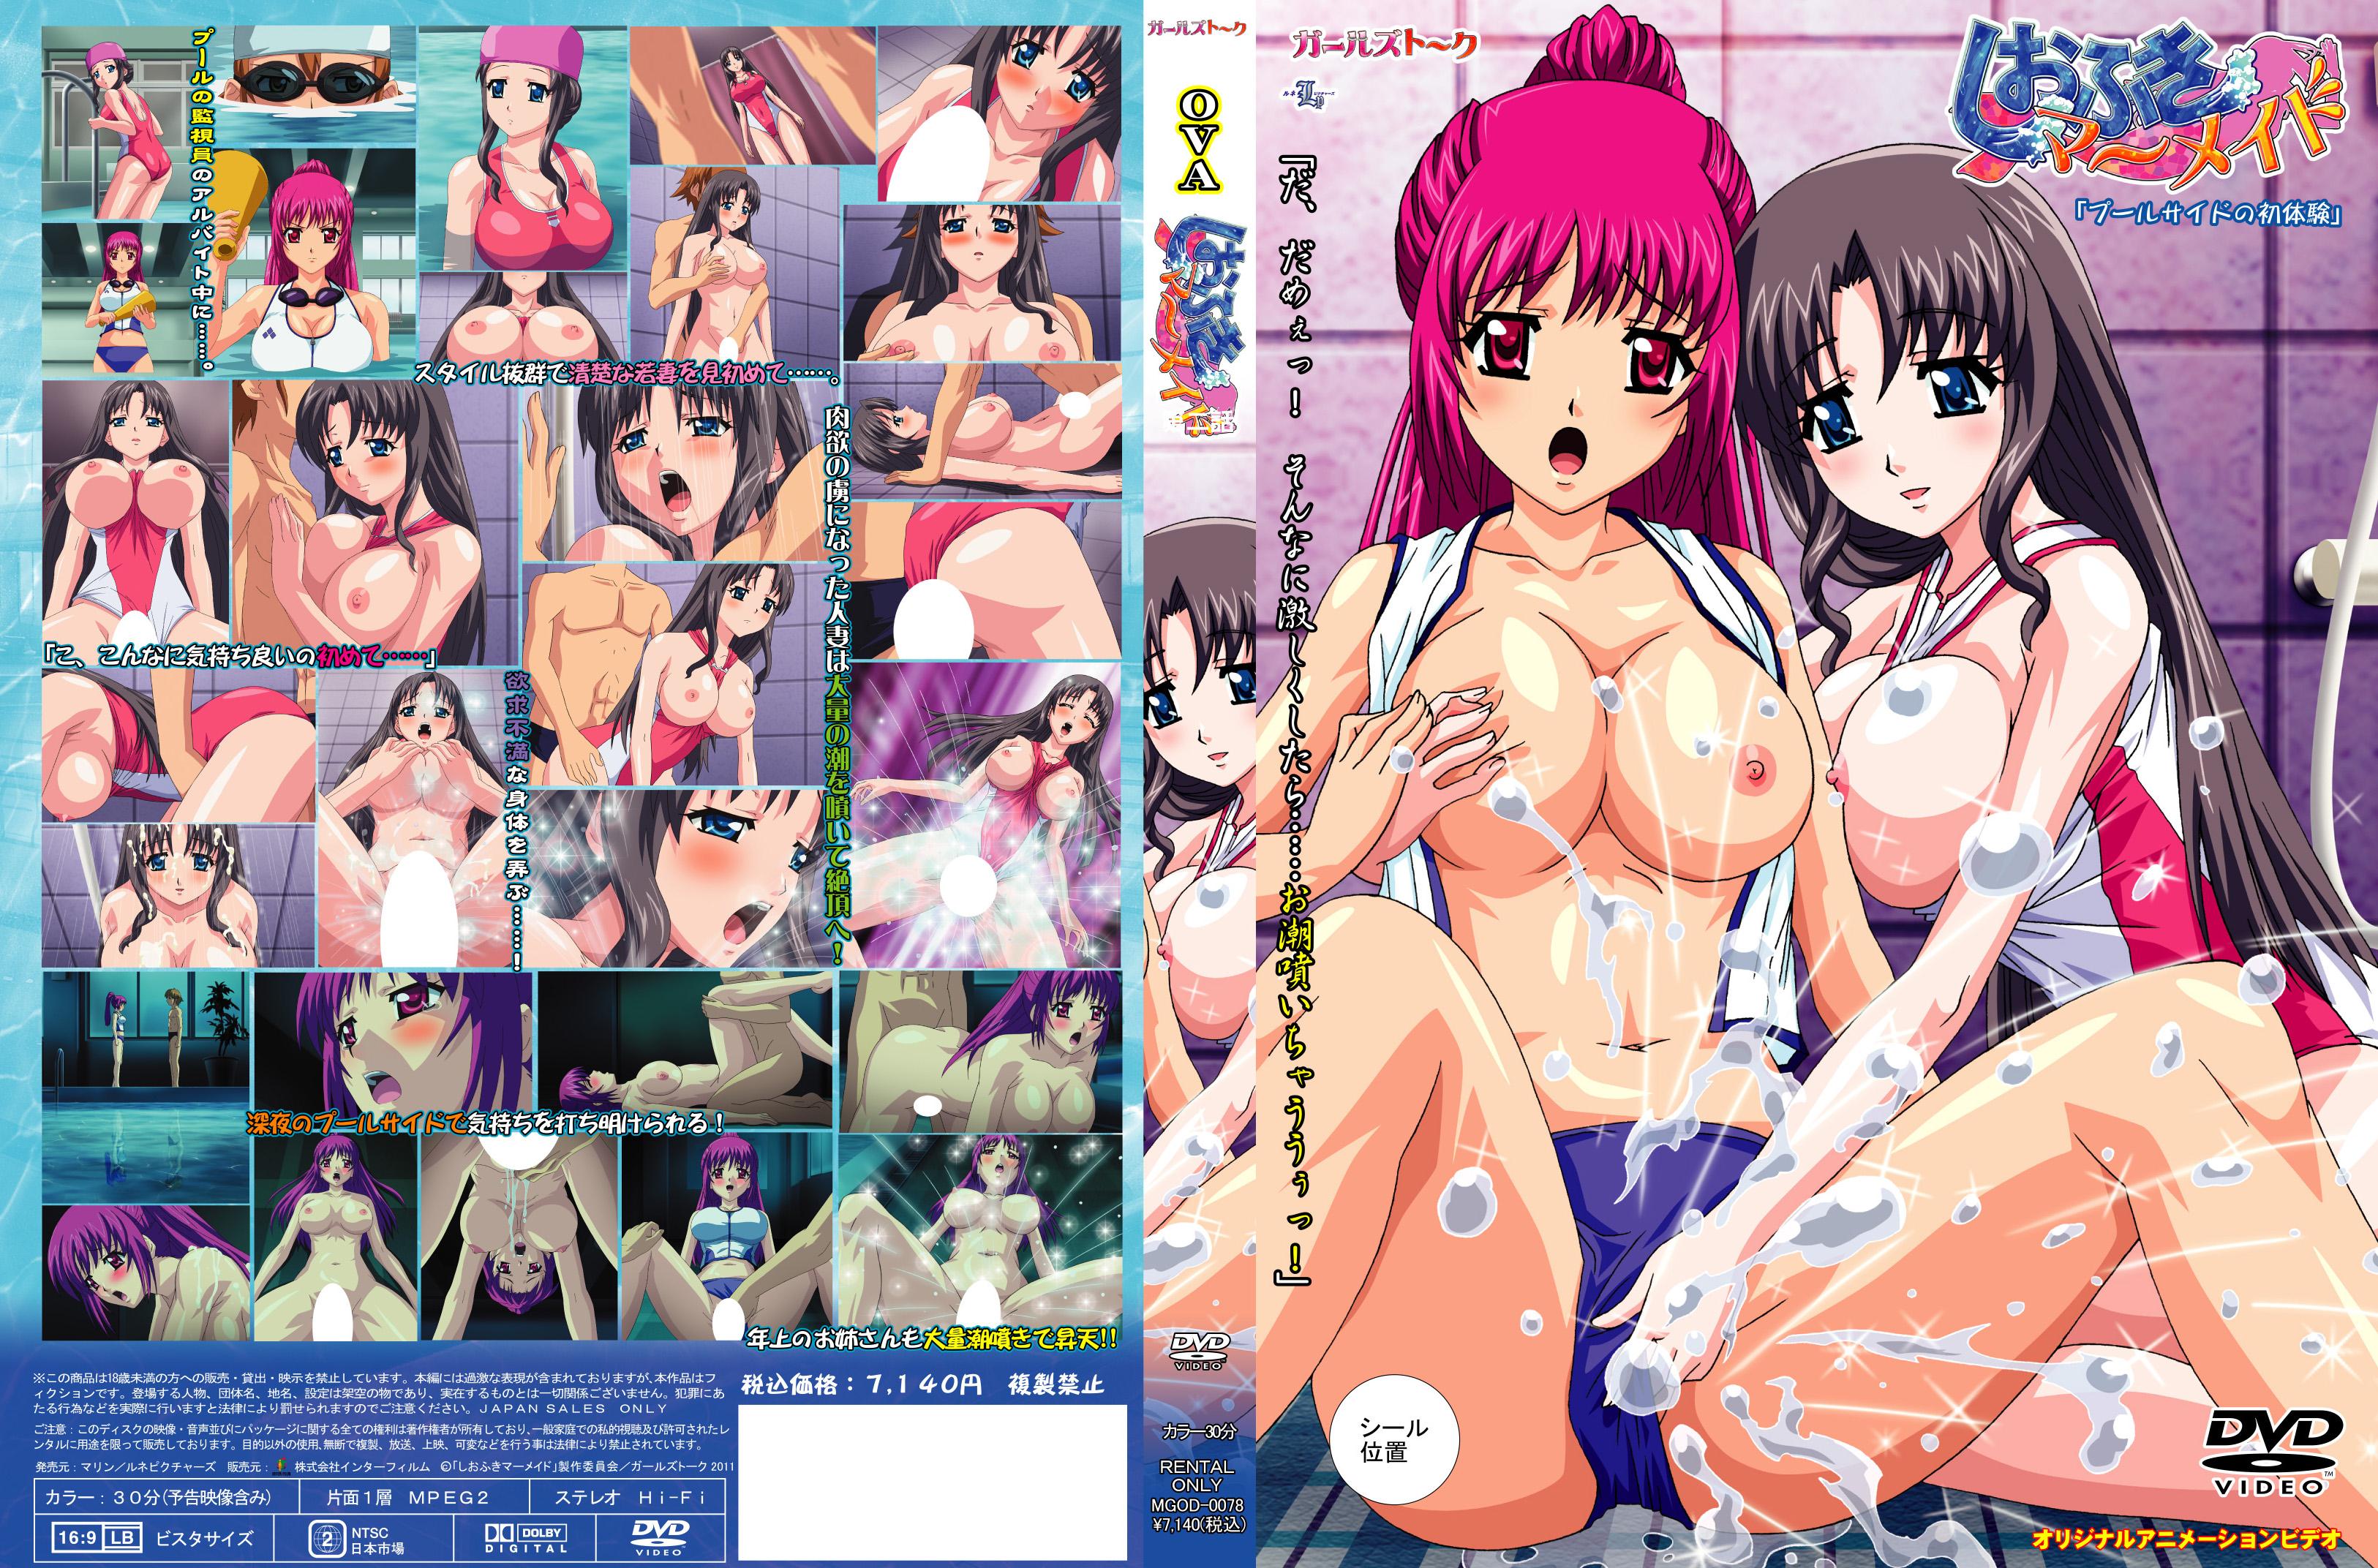 プールの監視員のアルバイト中に……。
スタイル抜群で清楚な若妻を見初めて……。
肉欲の虜になった人妻は大量の潮を噴いて絶頂へ！
「こ、こんなに気持ち良いの初めて……」
欲求不満な身体を弄ぶ……！
深夜のプールサイドで気持ちを打ち明けられる！
年上のお姉さんも大量潮噴きで昇天!!
※この商品は18歳未満の方への販売・貸出・映示を禁止しています。本編には過激な表現が含まれておりますが、本作品はフ
ィクションです。登場する人物、団体名、地名、設定は架空の物であり、実在するものとは一切関係ございません。犯罪にあ
たる行為などを実際に行いますと法律により罰せられますのでご注意ください。JAPAN SALES ONLY
ご注意：このディスクの映像・音声並びにパッケージに関する全ての権利は著作権者が所有しており、一般家庭での私的視聴及び許可されたレ
ンタルに用途を限って販売しております。目的以外の使用、無断で複製、放送、上映、可変などを行う事は法律により禁止されています。
発売元：マリン／ルネピクチャーズ 販売元： 株式会社インターフィルム ©「しおふきマーメイド」製作委員会／ガールズトーク 2011
税込価格：7,140円 複製禁止
カラー：30分(予告映像含み) 片面1層 MPEG2 ステレオ Hi-Fi
16:9 LB ビスタサイズ 2 NTSC 日本市場 DOLBY DIGITAL DVD VIDEO
ガールズト〜ク
OVA
しおふき
マーメイド
DVD
VIDEO
カラー30分
RENTAL
ONLY
MGOD-0078
¥7,140(税込)
ガールズト〜ク
ルネ Lp ピクチャーズ
しおふき
マーメイド
「プールサイドの初体験」
「だ、だめぇっ！ そんなに激しくしたら……お潮噴いちゃううぅっ！」
シール
位置
DVD
VIDEO
オリジナルアニメーションビデオ